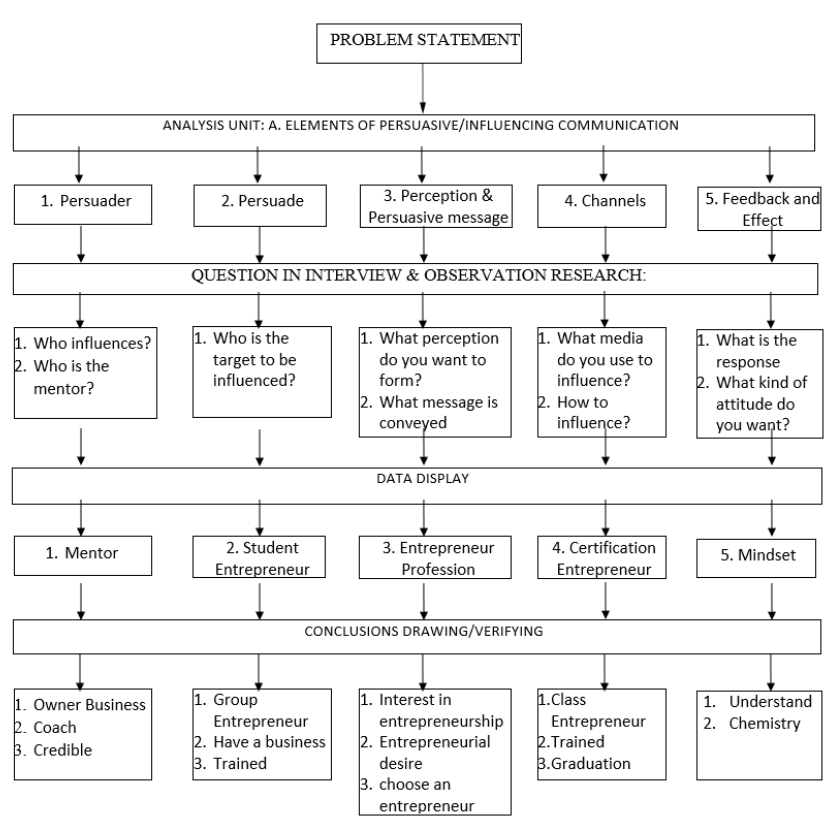 PROBLEM STATEMENT
ANALYSIS UNIT: A. ELEMENTS OF PERSUASIVE/INFLUENCING COMMUNICATION
1. Persuader
2. Persuade
3. Perception &
Persuasive message
4. Channels
5. Feedback and
Effect
QUESTION IN INTERVIEW & OBSERVATION RESEARCH:
1. Who influences?
2. Who is the
mentor?
1. Who is the
target to be
influenced?
1. What perception
do you want to
form?
2. What message is
conveyed
1. What media
do you use to
influence?
2. How to
influence?
1. What is the
response
2. What kind of
attitude do
you want?
DATA DISPLAY
1. Mentor
2. Student
Entrepreneur
3. Entrepreneur
Profession
4. Certification
Entrepreneur
5. Mindset
CONCLUSIONS DRAWING/VERIFYING
1. Owner Business
2. Coach
3. Credible
1. Group
Entrepreneur
2. Have a business
3. Trained
1. Interest in
entrepreneurship
2. Entrepreneurial
desire
3. choose an
entrepreneur
1.Class
Entrepreneur
2.Trained
3.Graduation
1. Understand
2. Chemistry